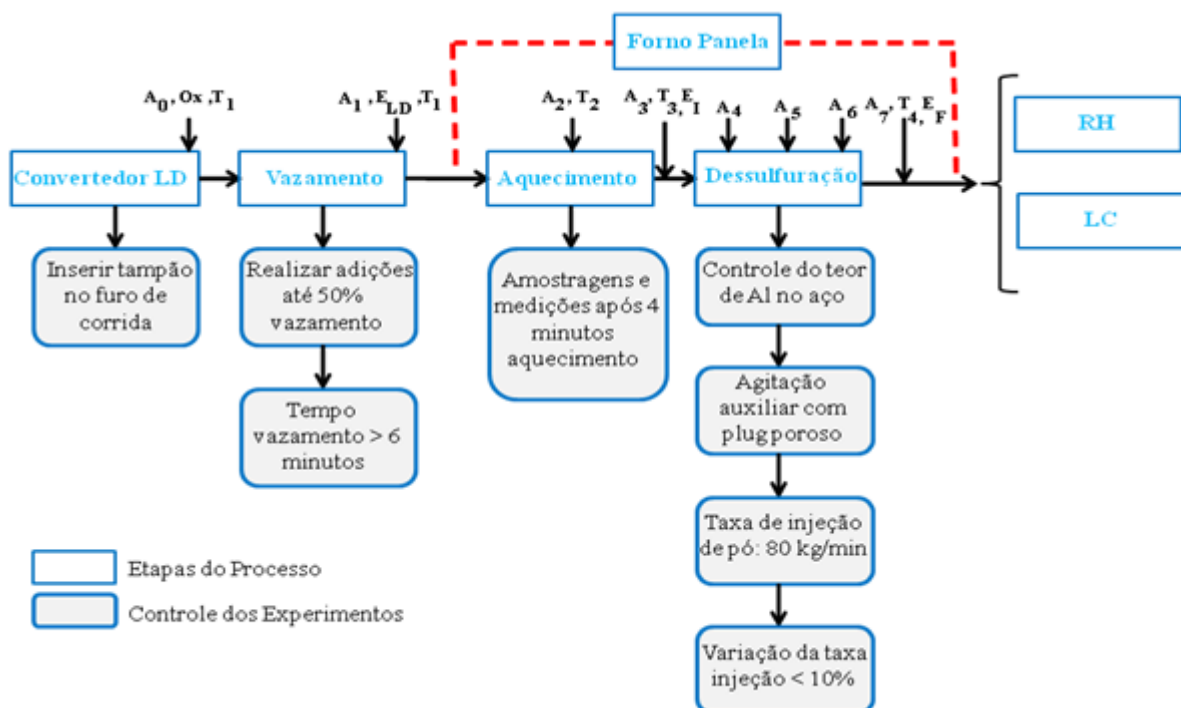 Forno Panela
A0, Ox ,T1
A1, ELD, T1
A2, T2
A3, T3, EI
A4
A5
A6
A7, T4, EF
Convertedor LD
Vazamento
Aquecimento
Dessulfuração
RH
LC
Inserir tampão
no furo de
corrida
Realizar adições
até 50%
vazamento
Tempo
vazamento > 6
minutos
Amostragens e
medições após 4
minutos
aquecimento
Controle do teor
de Al no aço
Agitação
auxiliar com
plug poroso
Taxa de injeção
de pó: 80 kg/min
Variação da taxa
injeção < 10%
Etapas do Processo
Controle dos Experimentos